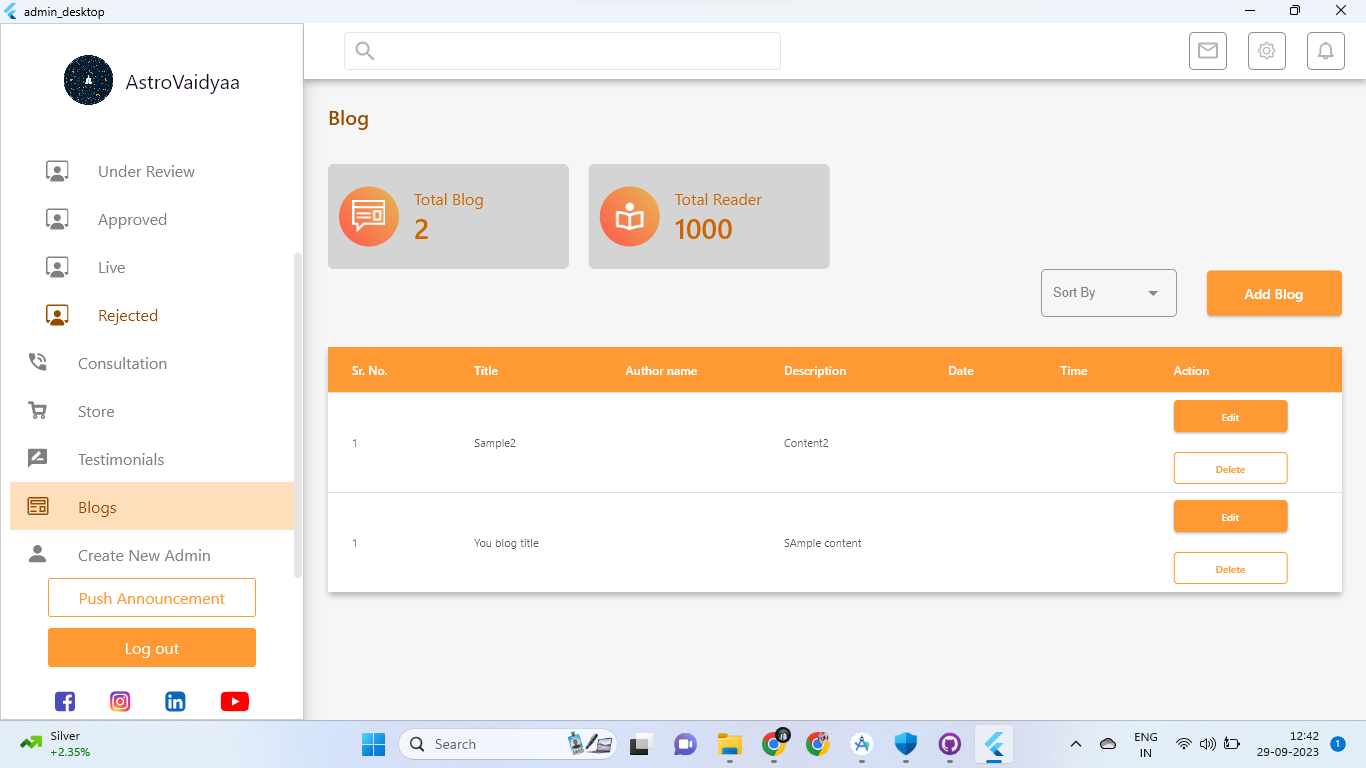 admin_desktop
AstroVaidyaa
Under Review
Approved
Live
Rejected
Consultation
Store
Testimonials
Blogs
Create New Admin
Push Announcement
Log out
Blog
Total Blog
2
Total Reader
1000
Sort By
Add Blog
Sr. No. Title Author name Description Date Time Action
1 Sample2 Content2 Edit
Delete
1 You blog title SAmple content Edit
Delete
Silver
+2.35%
Search
ENG
IN
12:42
29-09-2023
1